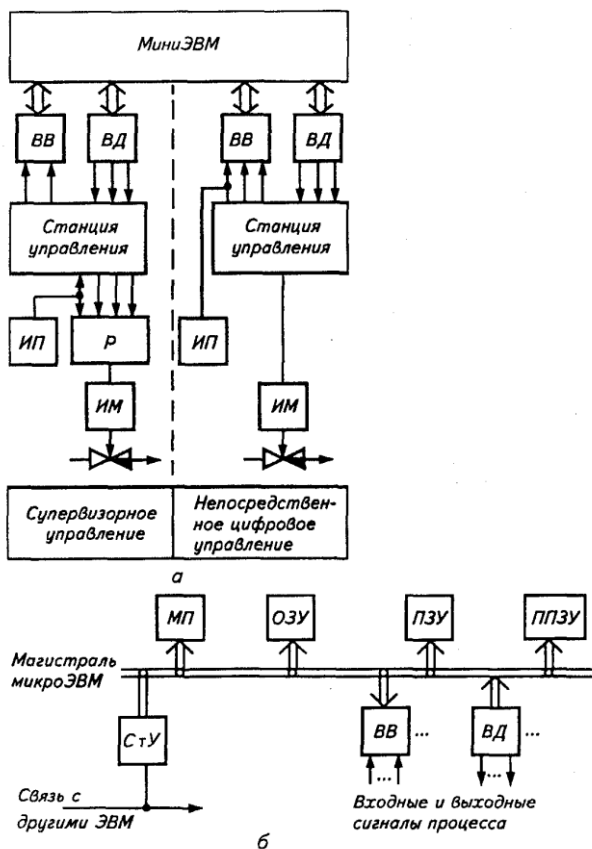 МиниЭВМ
ВВ ВД ВВ ВД
Станция
управления
Станция
управления
ИП Р ИП
ИМ ИМ
Супервизорное
управление
Непосредствен-
ное цифровое
управление
а
МП ОЗУ ПЗУ ППЗУ
Магистраль
микроЭВМ
СтУ ВВ ... ВД ...
... ...
Связь с
другими ЭВМ
Входные и выходные
сигналы процесса
б